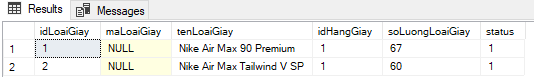 Results Messages
idLoaiGiay maLoaiGiay tenLoaiGiay idHangGiay soLuongLoaiGiay status
1 1 NULL Nike Air Max 90 Premium 1 67 1
2 2 NULL Nike Air Max Tailwind V SP 1 60 1